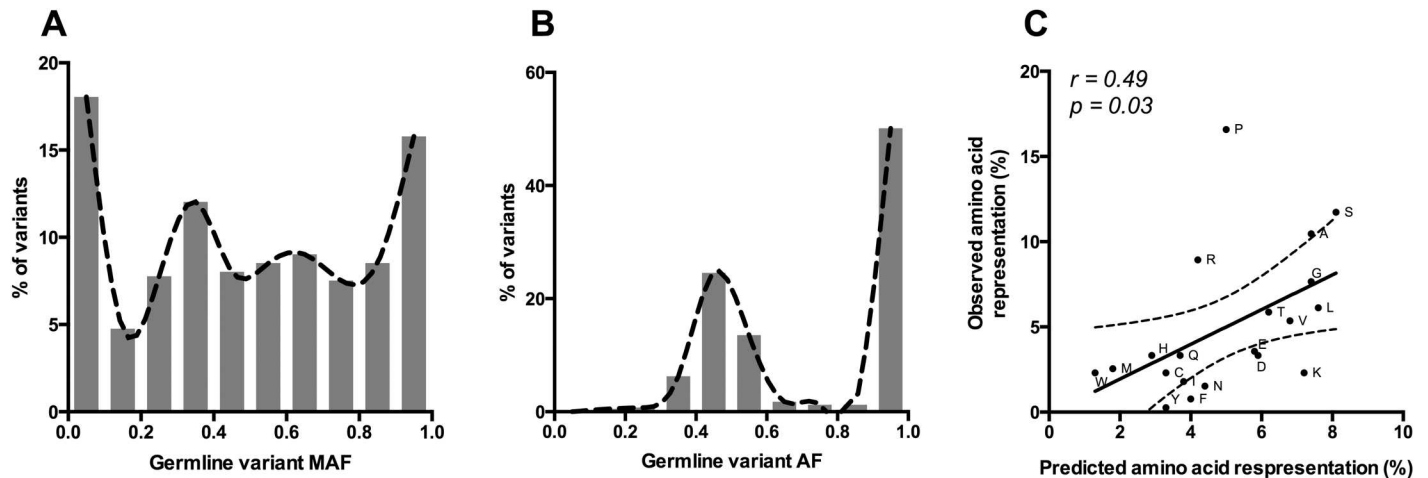 A
20
15
10
5
0
% of variants
0.0 0.2 0.4 0.6 0.8 1.0
Germline variant MAF
B
60
40
20
0
% of variants
0.0 0.2 0.4 0.6 0.8 1.0
Germline variant AF
C
r = 0.49
p = 0.03
20
15
10
5
0
Observed amino acid
representation (%)
P
S
A
R
G
L
T
V
H
Q
E
D
M
W
C
I
N
K
Y
F
0 2 4 6 8 10
Predicted amino acid respresentation (%)